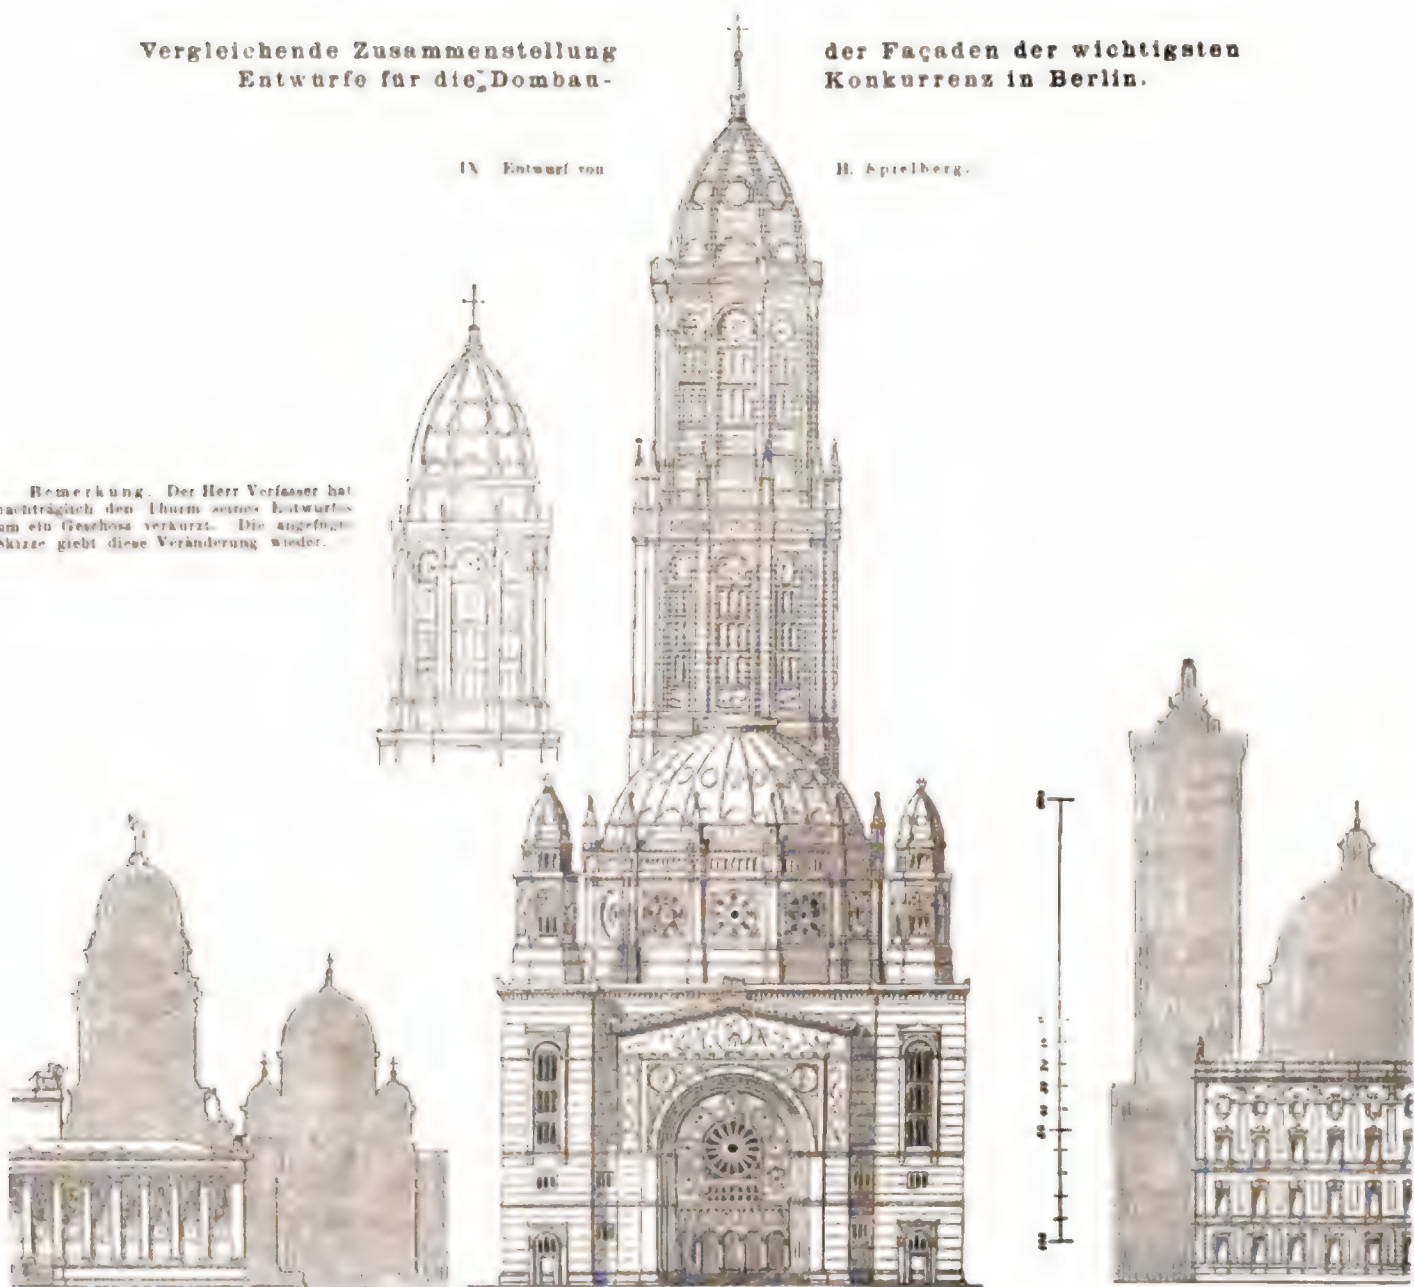 Vergleichende Zusammenstellung der Façaden der wichtigsten
Entwürfe für die Dombau- Konkurrenz in Berlin.
IX Entwurf von H. Spielberg.
Bemerkung. Der Herr Verfasser hat
nachträglich den Thurm seines Entwurfes
um ein Geschoss verkürzt. Die angefügte
Skizze giebt diese Veränderung wieder.